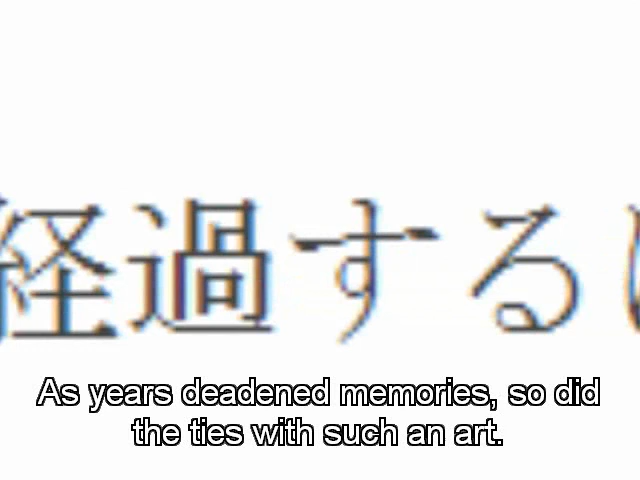 経過する
As years deadened memories, so did
the ties with such an art.